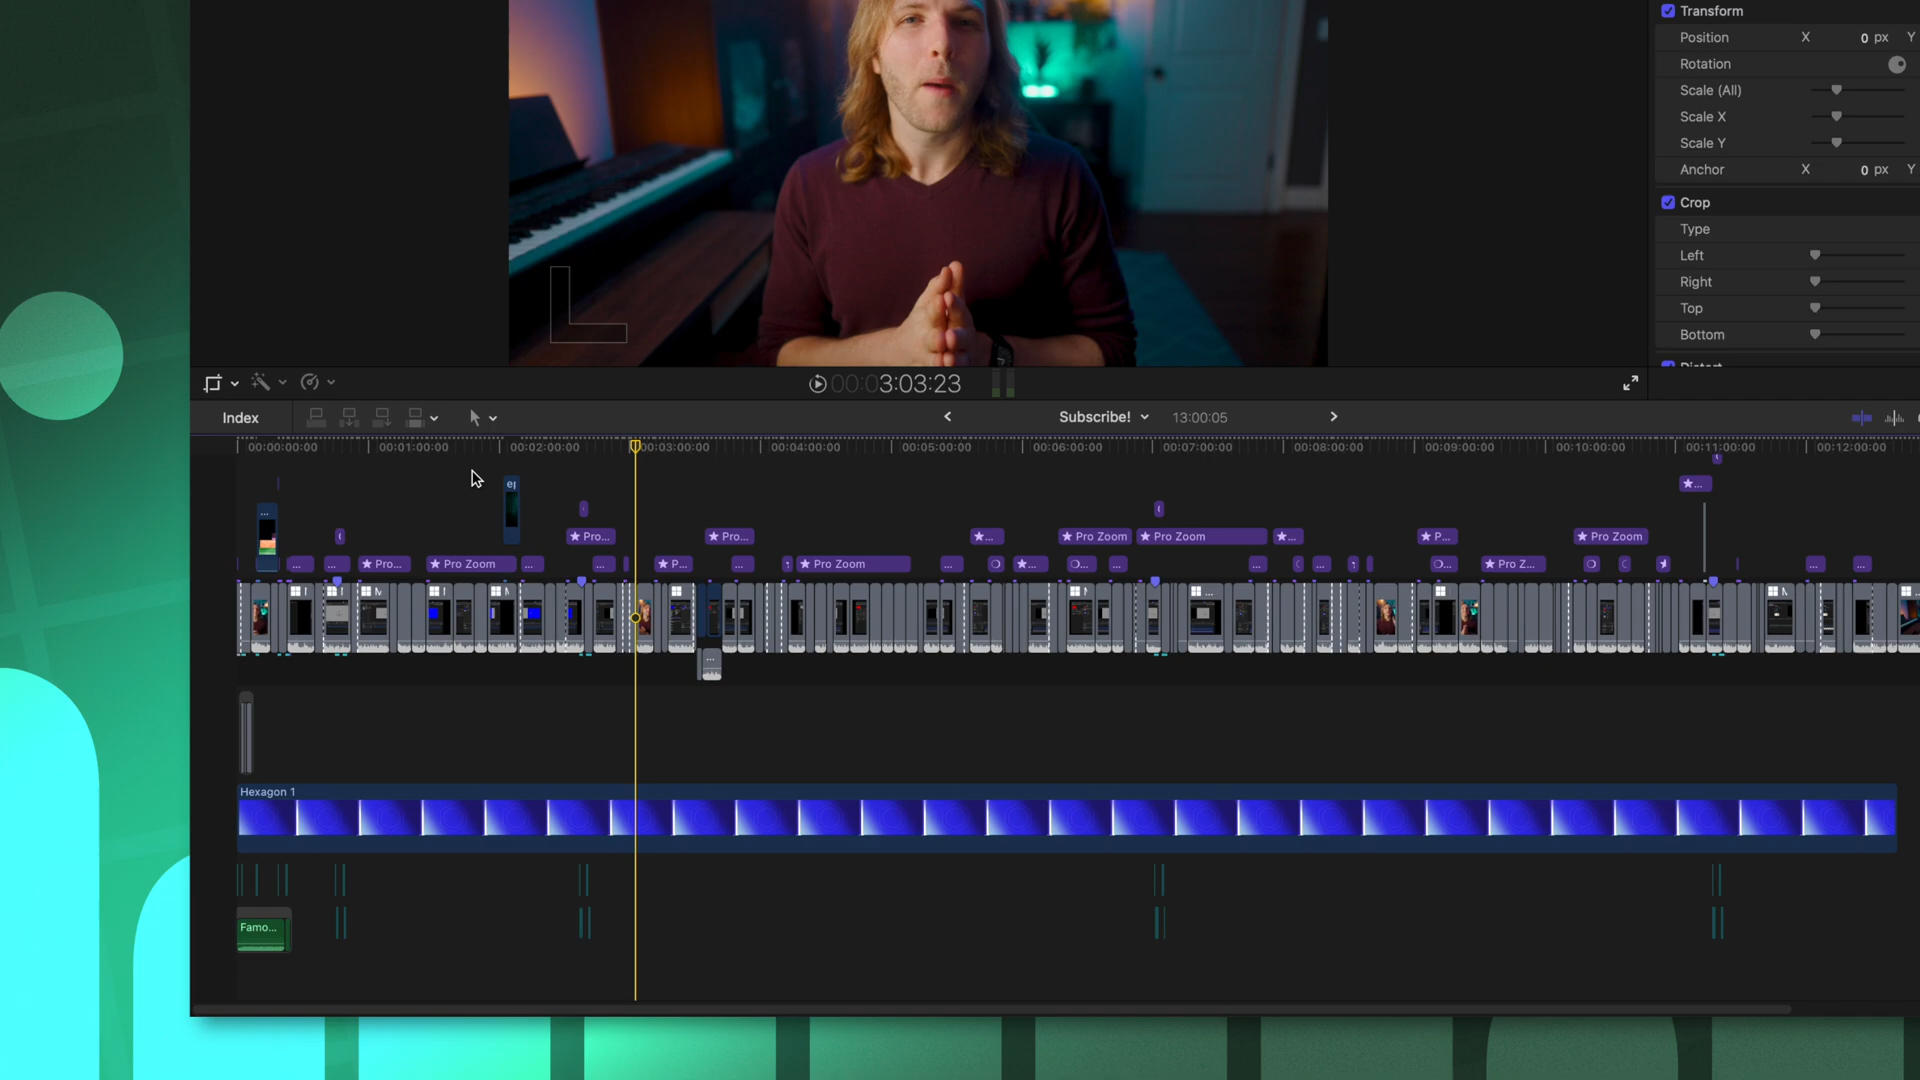 Transform
Position X 0 px Y
Rotation
Scale (All)
Scale X
Scale Y
Anchor X 0 px Y
Crop
Type
Left
Right
Top
Bottom
00:03:03:23
Index
Subscribe! 13:00:05
00:00:00:00 00:01:00:00 00:02:00:00 00:03:00:00 00:04:00:00 00:05:00:00 00:06:00:00 00:07:00:00 00:08:00:00 00:09:00:00 00:10:00:00 00:11:00:00 00:12:00:00
Pro... Pro... Pro Zoom Pro Zoom P... Pro Zoom
Pro... Pro Zoom P... Pro Zoom Pro Z...
Hexagon 1
Famo...